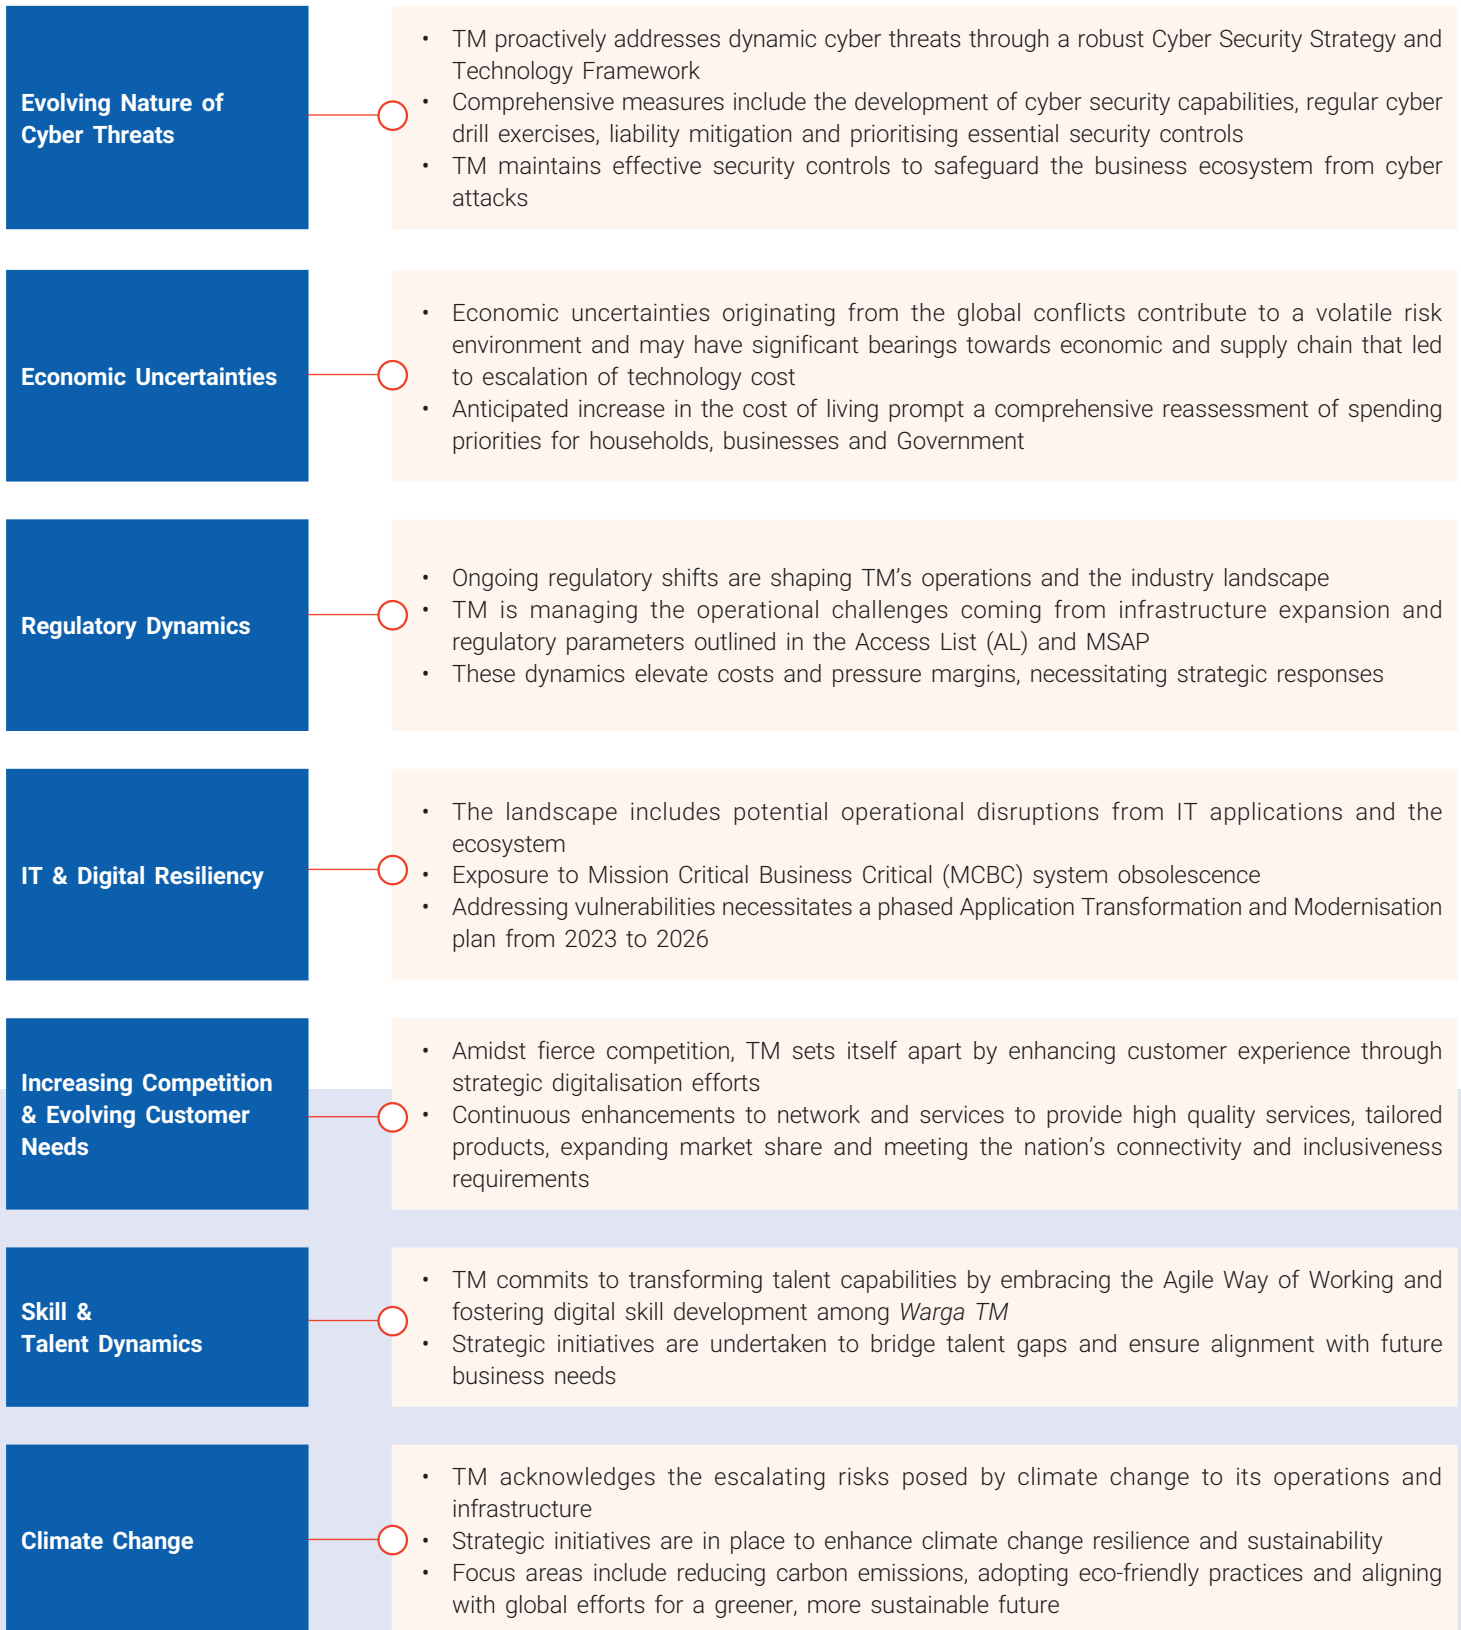 Evolving Nature of
Cyber Threats
• TM proactively addresses dynamic cyber threats through a robust Cyber Security Strategy and
Technology Framework
• Comprehensive measures include the development of cyber security capabilities, regular cyber
drill exercises, liability mitigation and prioritising essential security controls
• TM maintains effective security controls to safeguard the business ecosystem from cyber
attacks
Economic Uncertainties
• Economic uncertainties originating from the global conflicts contribute to a volatile risk
environment and may have significant bearings towards economic and supply chain that led
to escalation of technology cost
• Anticipated increase in the cost of living prompt a comprehensive reassessment of spending
priorities for households, businesses and Government
Regulatory Dynamics
• Ongoing regulatory shifts are shaping TM's operations and the industry landscape
• TM is managing the operational challenges coming from infrastructure expansion and
regulatory parameters outlined in the Access List (AL) and MSAP
• These dynamics elevate costs and pressure margins, necessitating strategic responses
IT & Digital Resiliency
• The landscape includes potential operational disruptions from IT applications and the
ecosystem
• Exposure to Mission Critical Business Critical (MCBC) system obsolescence
• Addressing vulnerabilities necessitates a phased Application Transformation and Modernisation
plan from 2023 to 2026
Increasing Competition
& Evolving Customer
Needs
• Amidst fierce competition, TM sets itself apart by enhancing customer experience through
strategic digitalisation efforts
• Continuous enhancements to network and services to provide high quality services, tailored
products, expanding market share and meeting the nation's connectivity and inclusiveness
requirements
Skill &
Talent Dynamics
• TM commits to transforming talent capabilities by embracing the Agile Way of Working and
fostering digital skill development among Warga TM
• Strategic initiatives are undertaken to bridge talent gaps and ensure alignment with future
business needs
Climate Change
• TM acknowledges the escalating risks posed by climate change to its operations and
infrastructure
• Strategic initiatives are in place to enhance climate change resilience and sustainability
• Focus areas include reducing carbon emissions, adopting eco-friendly practices and aligning
with global efforts for a greener, more sustainable future